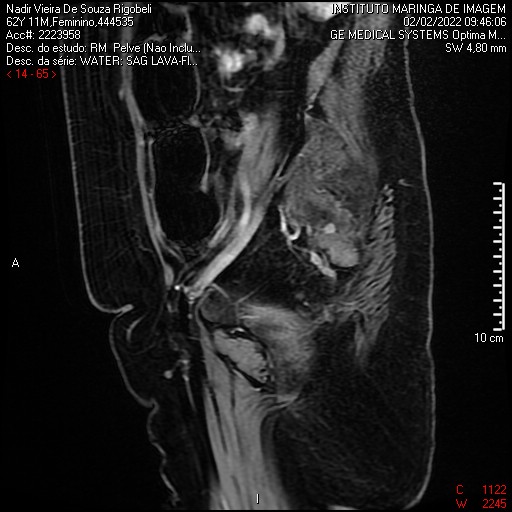 Nadir Vieira De Souza Rigobeli
62Y 11M,Feminino,444535
Acc#: 2223958
Desc. do estudo: RM Pelve (Nao Inclu...
Desc. da série: WATER: SAG LAVA-Fl...
< 14 - 65 >
INSTITUTO MARINGA DE IMAGEM
02/02/2022 09:46:06
GE MEDICAL SYSTEMS Optima M...
SW 4,80 mm
A
10 cm
I
C 1122
W 2245